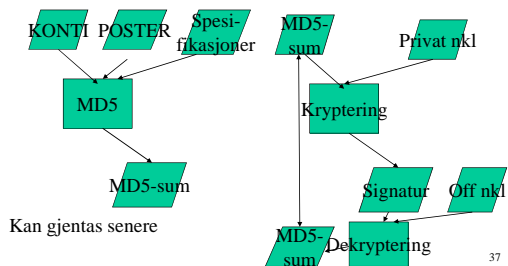 KONTI
POSTER
Spesi-
fikasjoner
MD5
MD5-sum
Kan gjentas senere
MD5-
sum
Privat nkl
Kryptering
Signatur
Off nkl
MD5-
sum
Dekryptering
37